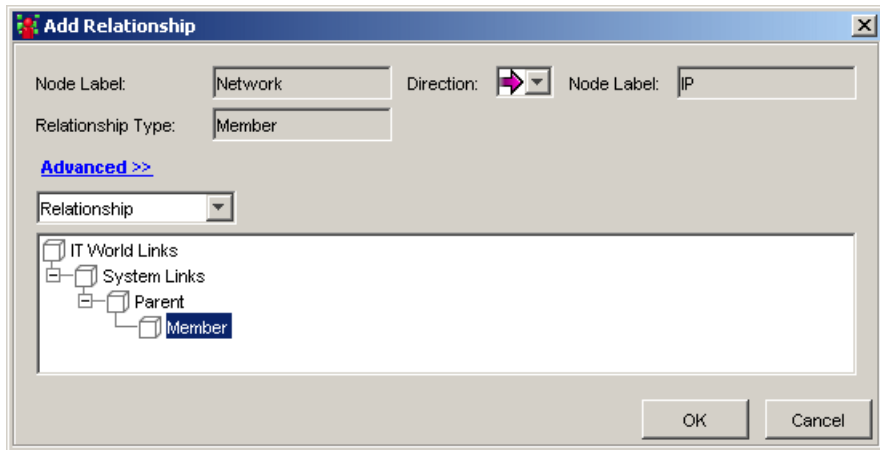 Add Relationship
Node Label: Network Direction: Node Label: IP
Relationship Type: Member
Advanced >>
Relationship
IT World Links
System Links
Parent
Member
OK Cancel